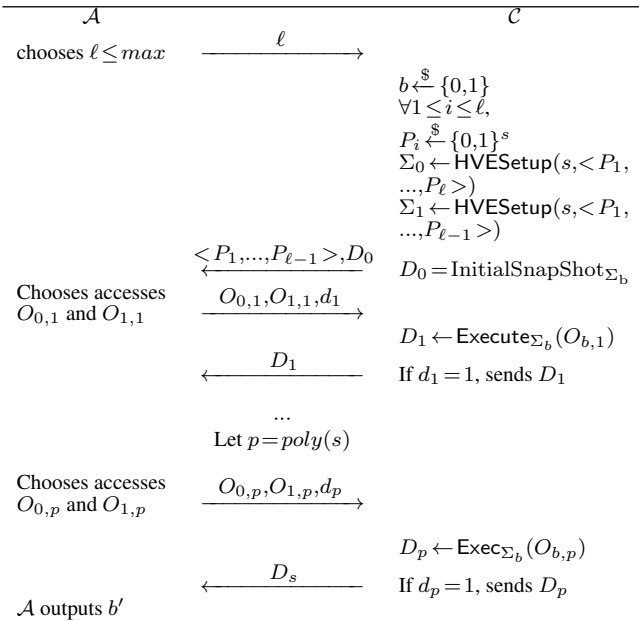 𝒜 𝒞
chooses ℓ ≤ max ℓ
b ←$ {0,1}
∀1 ≤ i ≤ ℓ,
P_i ←$ {0,1}^s
Σ_0 ← HVESetup(s,<P_1,
...,P_ℓ>)
Σ_1 ← HVESetup(s,<P_1,
...,P_{ℓ−1}>)
<P_1,...,P_{ℓ−1}>,D_0 D_0 = InitialSnapShot_{Σ_b}
Chooses accesses
O_{0,1} and O_{1,1} O_{0,1},O_{1,1},d_1
D_1 ← Execute_{Σ_b}(O_{b,1})
D_1 If d_1 = 1, sends D_1
...
Let p = poly(s)
Chooses accesses
O_{0,p} and O_{1,p} O_{0,p},O_{1,p},d_p
D_p ← Exec_{Σ_b}(O_{b,p})
D_s If d_p = 1, sends D_p
𝒜 outputs b′